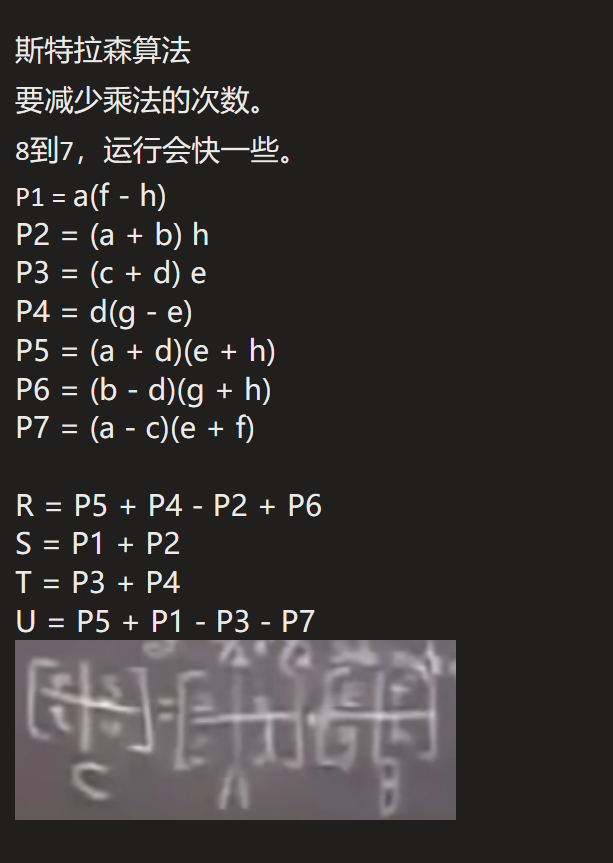 斯特拉森算法
要减少乘法的次数。
8到7，运行会快一些。
P1 = a(f - h)
P2 = (a + b) h
P3 = (c + d) e
P4 = d(g - e)
P5 = (a + d)(e + h)
P6 = (b - d)(g + h)
P7 = (a - c)(e + f)
R = P5 + P4 - P2 + P6
S = P1 + P2
T = P3 + P4
U = P5 + P1 - P3 - P7
C A B